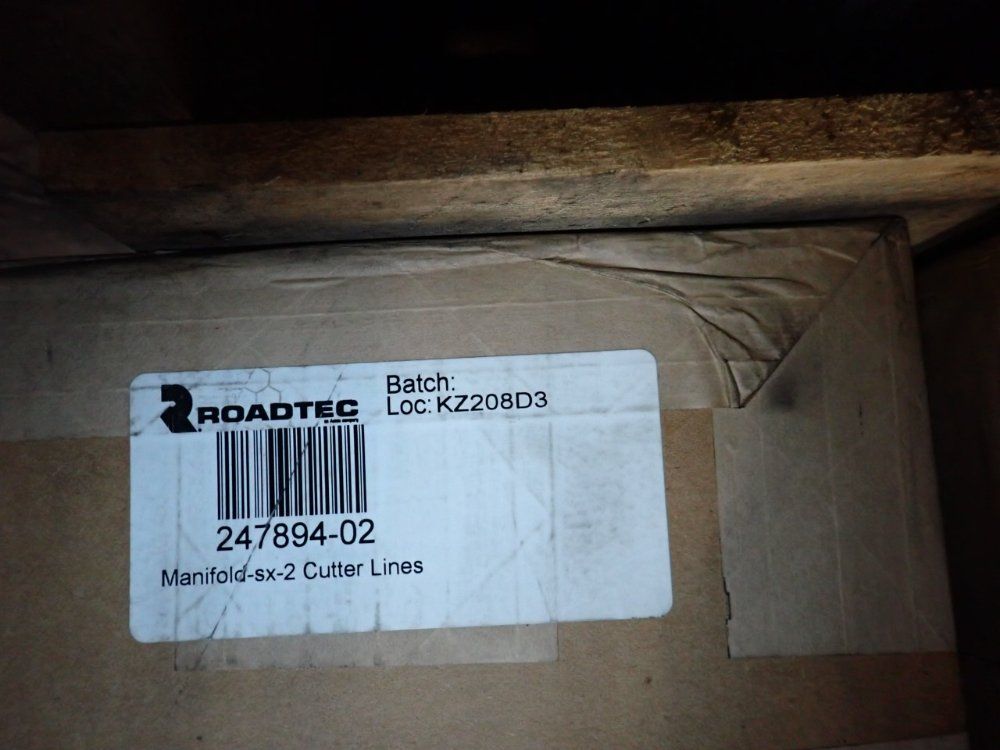 ROADTEC
Batch:
Loc: KZ208D3
247894-02
Manifold-sx-2 Cutter Lines